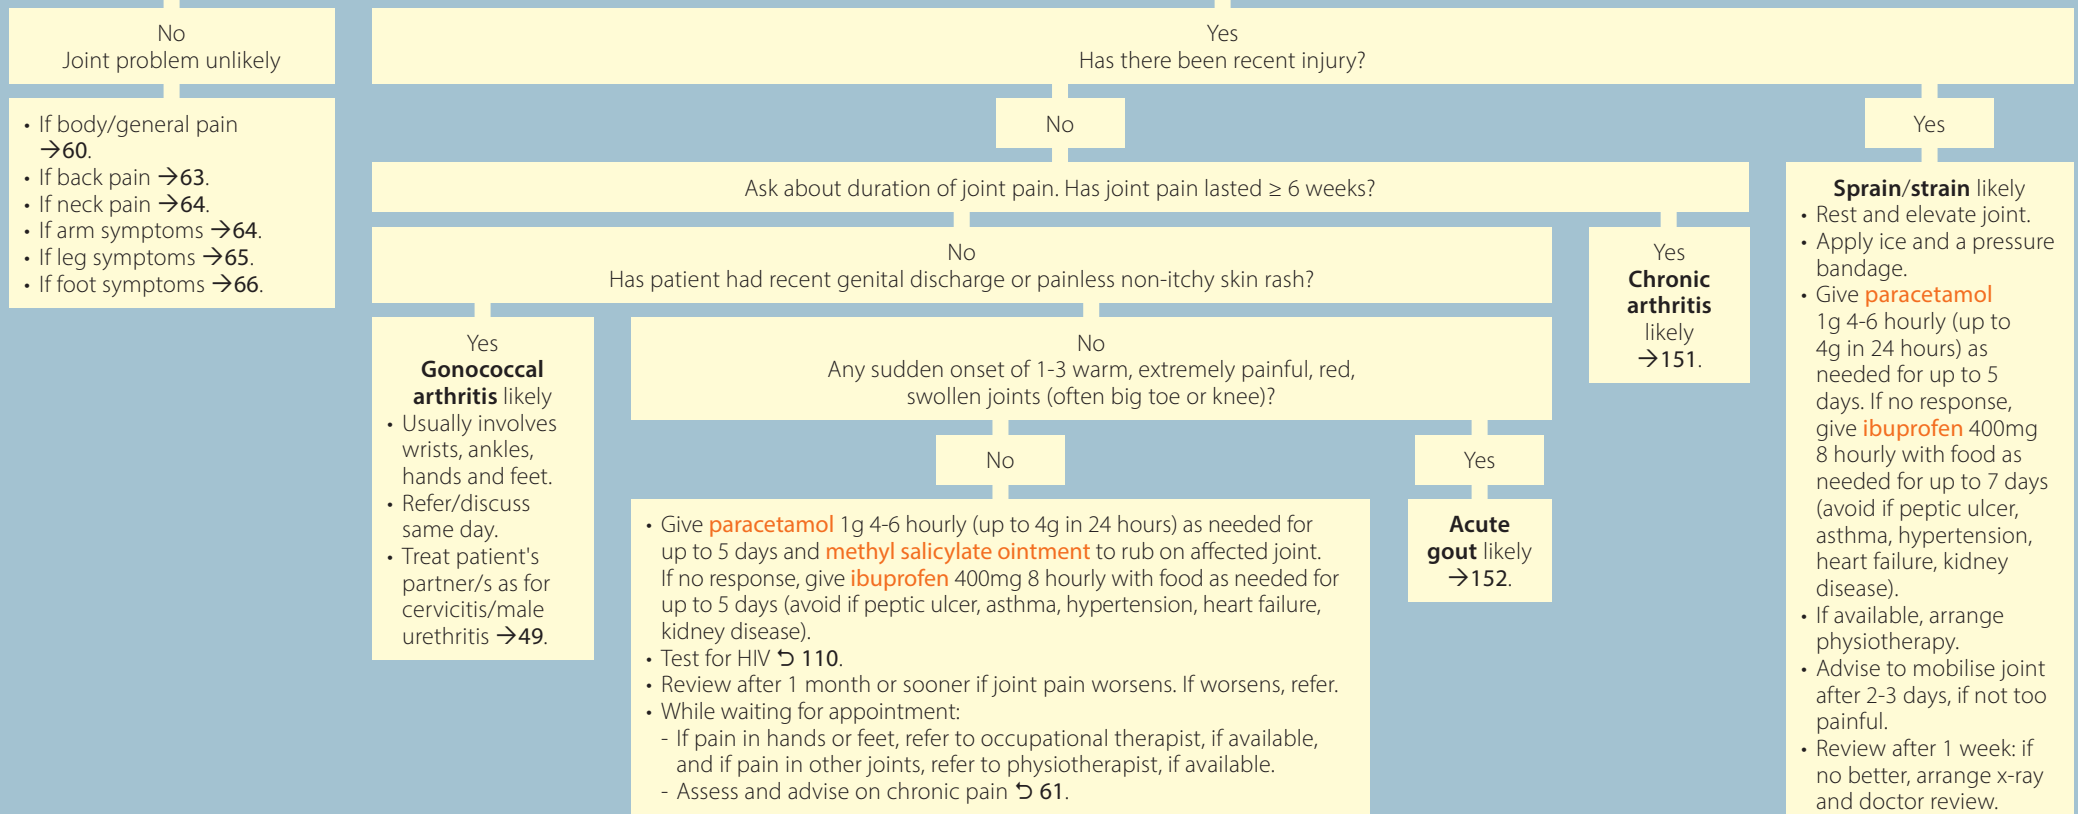 No
Joint problem unlikely
• If body/general pain
→60.
• If back pain →63.
• If neck pain →64.
• If arm symptoms →64.
• If leg symptoms →65.
• If foot symptoms →66.
Yes
Has there been recent injury?
No
Ask about duration of joint pain. Has joint pain lasted ≥ 6 weeks?
No
Has patient had recent genital discharge or painless non-itchy skin rash?
Yes
Gonococcal
arthritis likely
• Usually involves
wrists, ankles,
hands and feet.
• Refer/discuss
same day.
• Treat patient's
partner/s as for
cervicitis/male
urethritis →49.
No
Any sudden onset of 1-3 warm, extremely painful, red,
swollen joints (often big toe or knee)?
No
• Give paracetamol 1g 4-6 hourly (up to 4g in 24 hours) as needed for
up to 5 days and methyl salicylate ointment to rub on affected joint.
If no response, give ibuprofen 400mg 8 hourly with food as needed for
up to 5 days (avoid if peptic ulcer, asthma, hypertension, heart failure,
kidney disease).
• Test for HIV ⮌ 110.
• Review after 1 month or sooner if joint pain worsens. If worsens, refer.
• While waiting for appointment:
- If pain in hands or feet, refer to occupational therapist, if available,
and if pain in other joints, refer to physiotherapist, if available.
- Assess and advise on chronic pain ⮌ 61.
Yes
Acute
gout likely
→152.
Yes
Chronic
arthritis
likely
→151.
Yes
Sprain/strain likely
• Rest and elevate joint.
• Apply ice and a pressure
bandage.
• Give paracetamol
1g 4-6 hourly (up to
4g in 24 hours) as
needed for up to 5
days. If no response,
give ibuprofen 400mg
8 hourly with food as
needed for up to 7 days
(avoid if peptic ulcer,
asthma, hypertension,
heart failure, kidney
disease).
• If available, arrange
physiotherapy.
• Advise to mobilise joint
after 2-3 days, if not too
painful.
• Review after 1 week: if
no better, arrange x-ray
and doctor review.